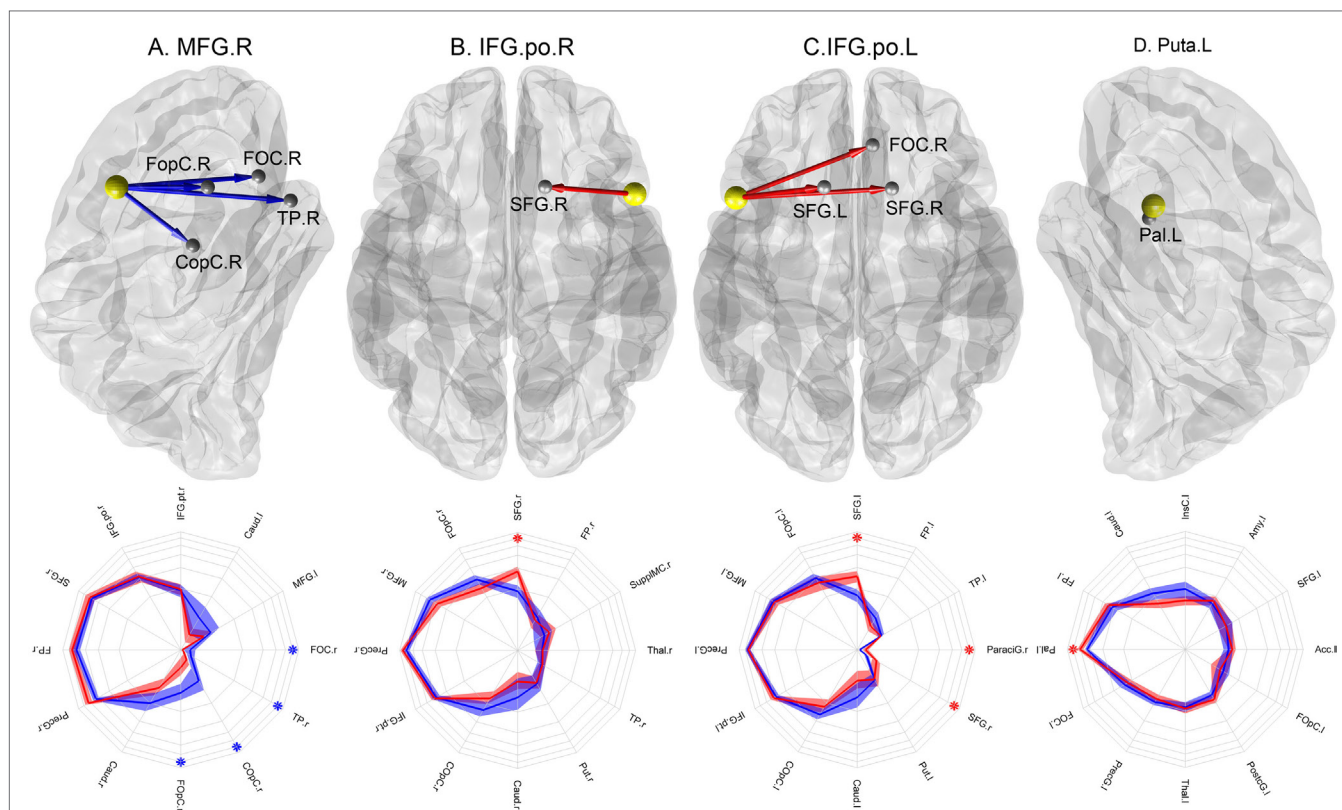 A. MFG.R
B. IFG.po.R
C.IFG.po.L
D. Puta.L
FopC.R
FOC.R
TP.R
CopC.R
SFG.R
FOC.R
SFG.L
SFG.R
Pal.L
IFG.pt.r
Caud.l
MFG.l
FOC.r
TP.r
COpC.r
FOpC.r
Caud.r
PrecG.r
FP.r
SFG.r
IFG.po.r
SFG.r
FP.r
SupplMC.r
Thal.r
TP.r
Put.r
Caud.r
COpC.r
IFG.pt.r
PrecG.r
MFG.r
FOpC.r
SFG.l
FP.l
TP.l
ParaciG.r
SFG.r
Put.l
Caud.l
COpC.l
IFG.pt.l
PrecG.l
MFG.l
FOpC.l
InsC.l
Amy.l
SFG.l
Acc.ll
FOpC.l
PostcG.l
Thal.l
PrecG.l
FOC.l
Pal.l
FP.l
Caud.l